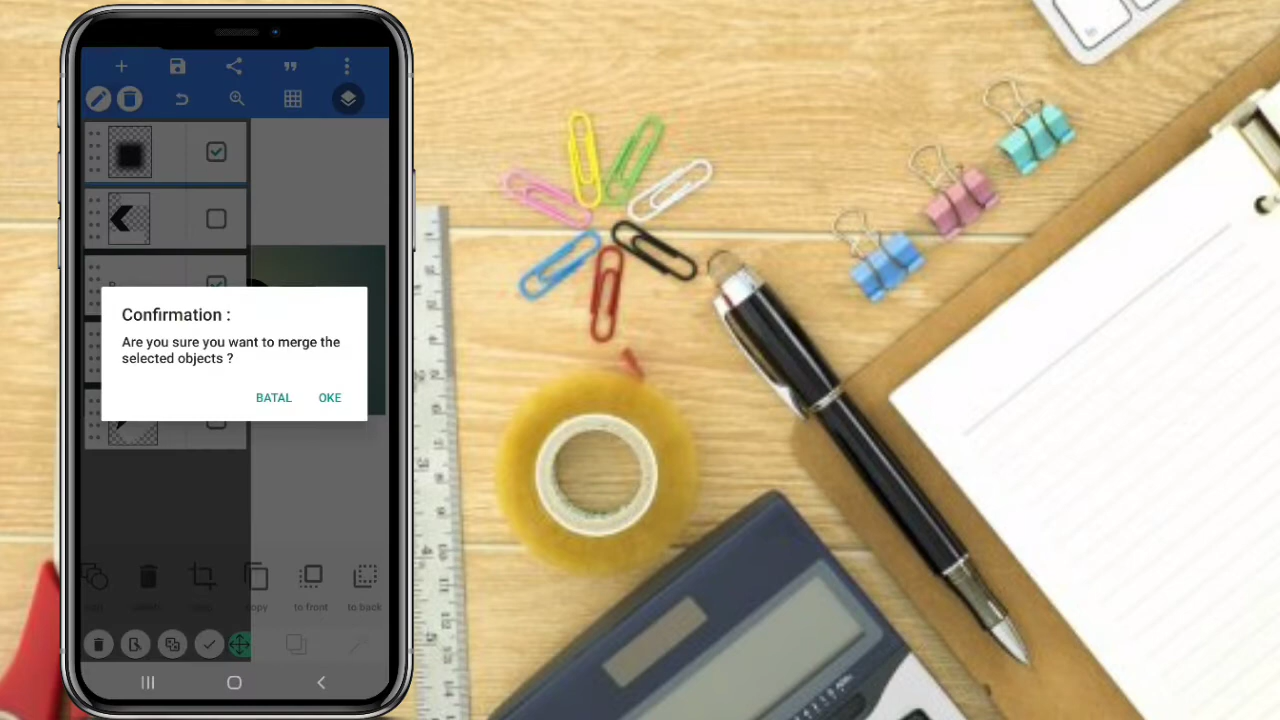 Confirmation :
Are you sure you want to merge the
selected objects ?
BATAL OKE
copy to front to back